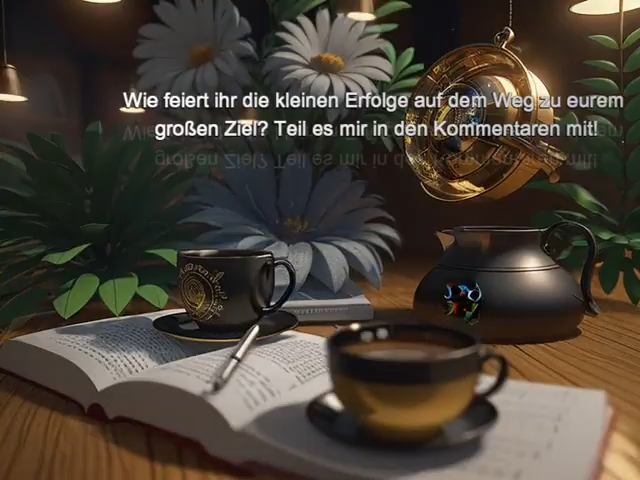 Wie feiert ihr die kleinen Erfolge auf dem Weg zu eurem
großen Ziel? Teil es mir in den Kommentaren mit!